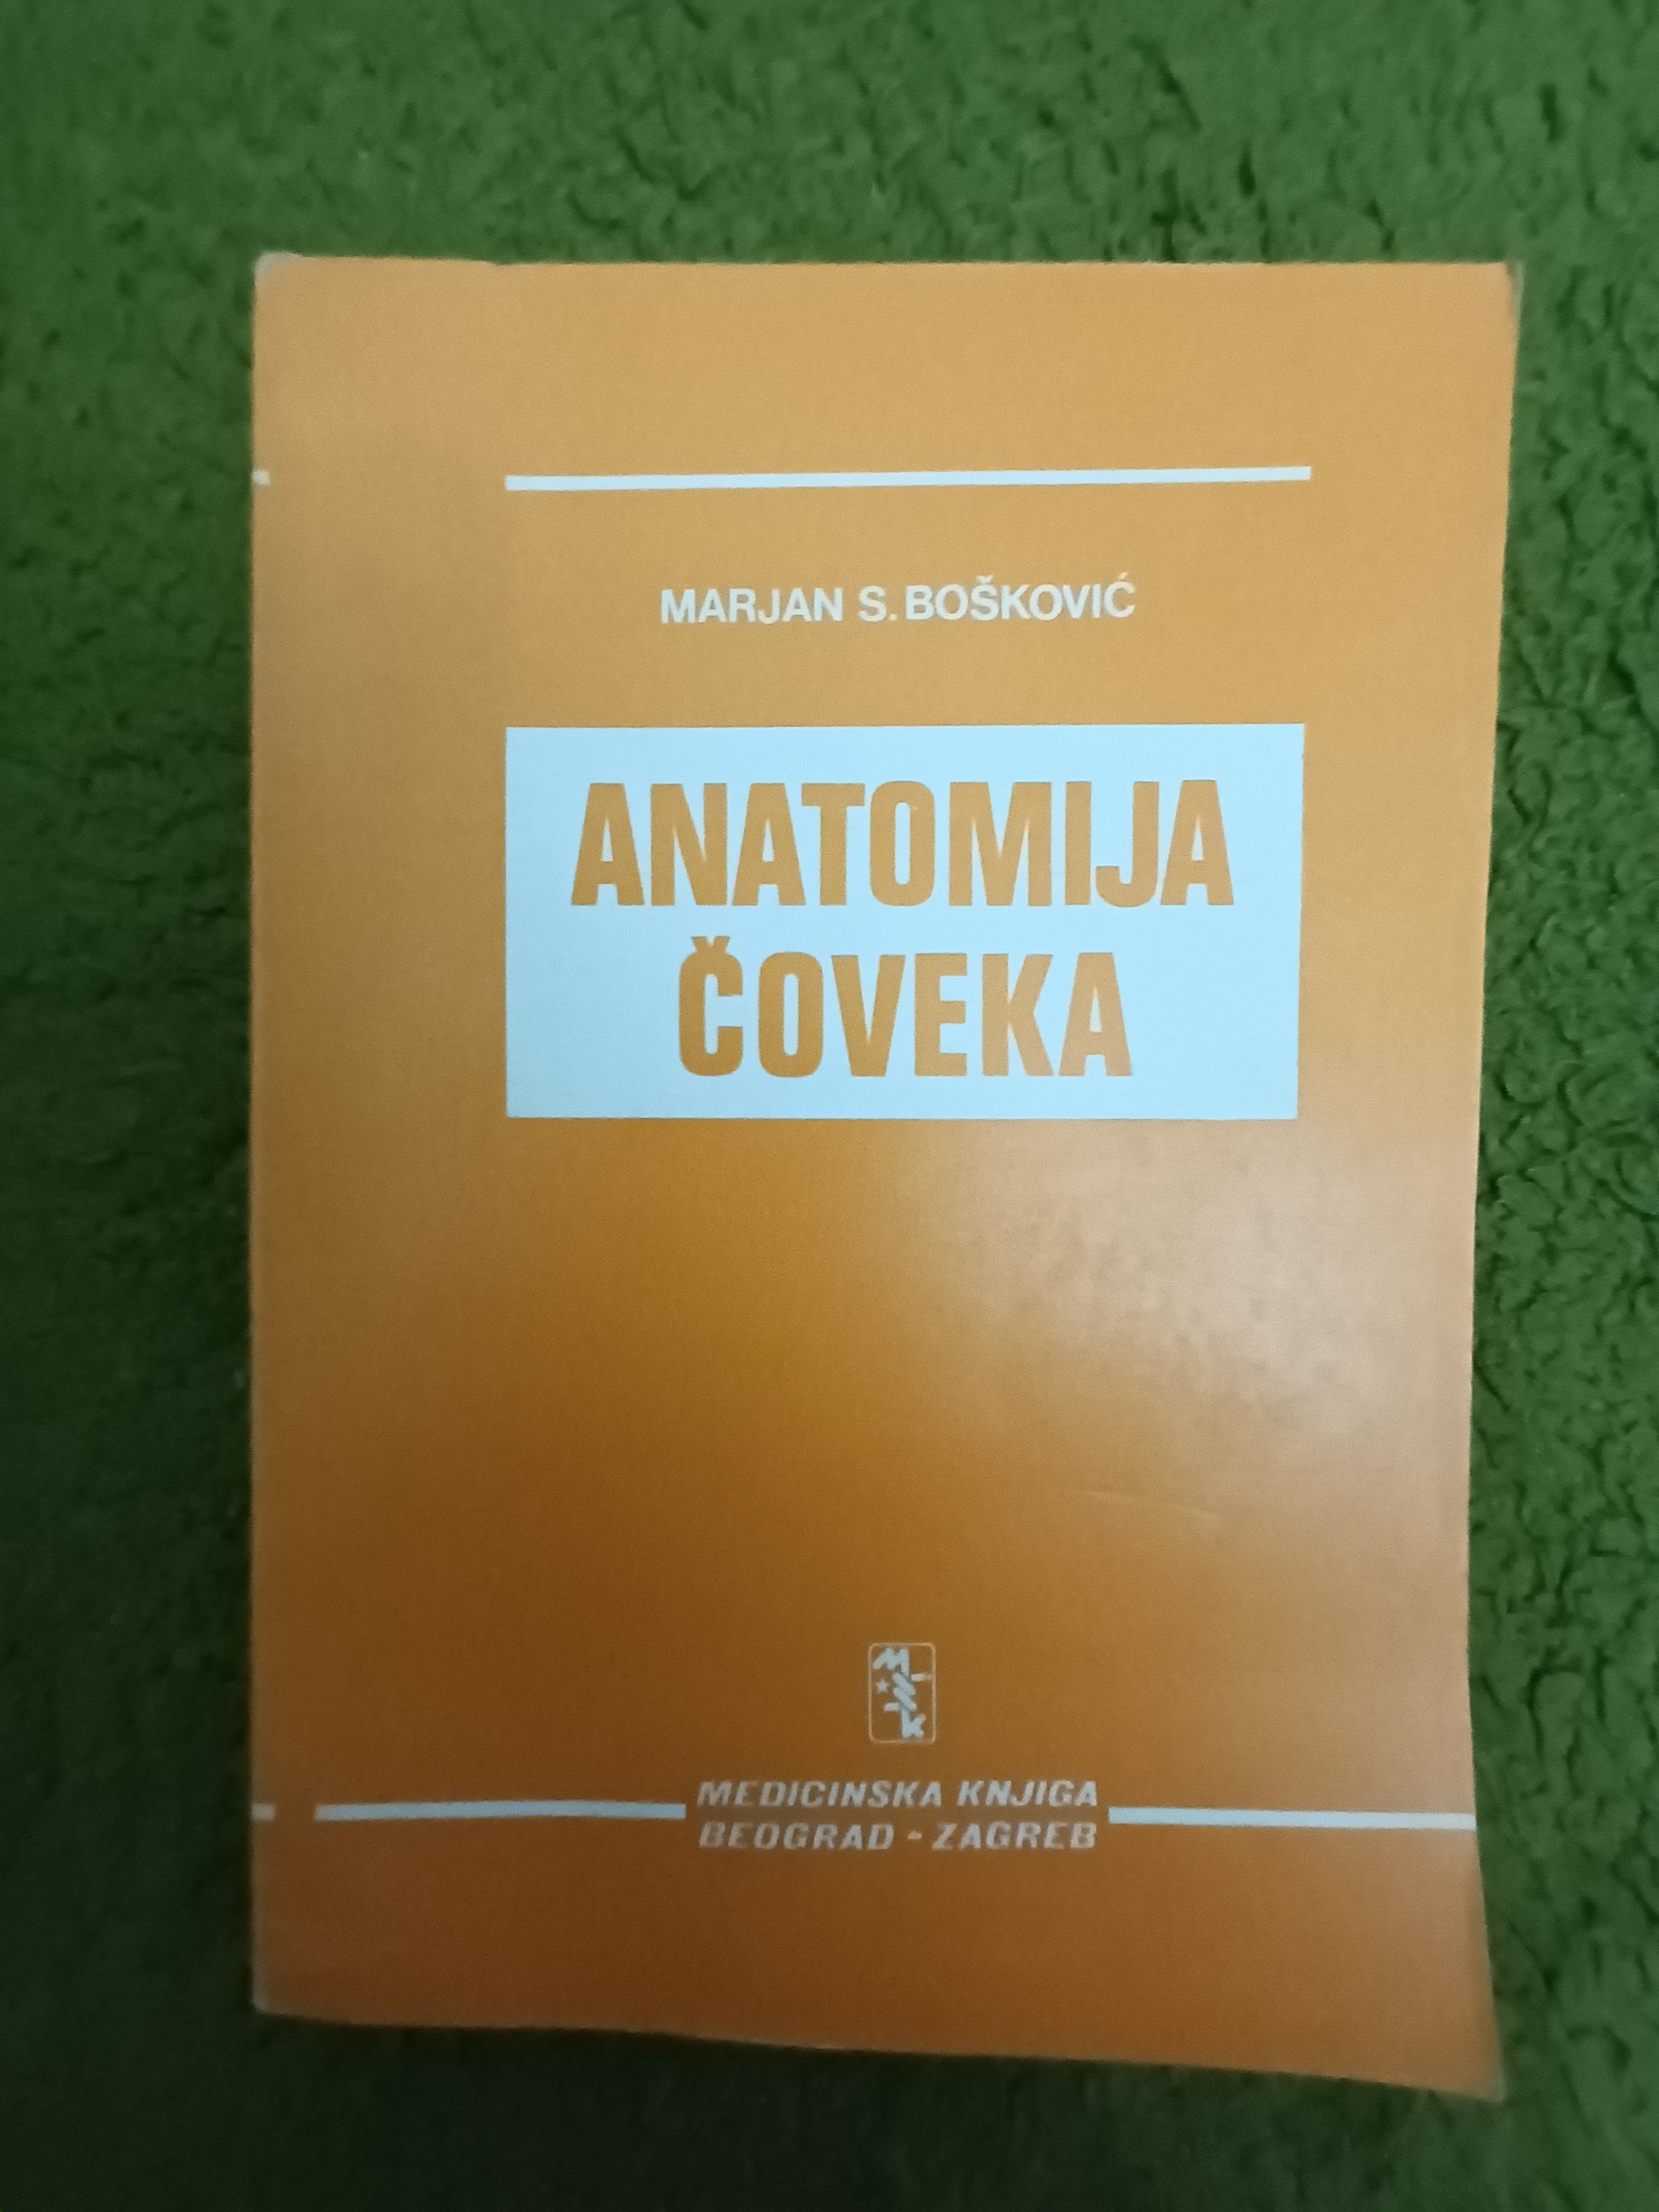 MARJAN S. BOŠKOVIĆ
ANATOMIJA
ČOVEKA
M
K
MEDICINSKA KNJIGA
BEOGRAD - ZAGREB